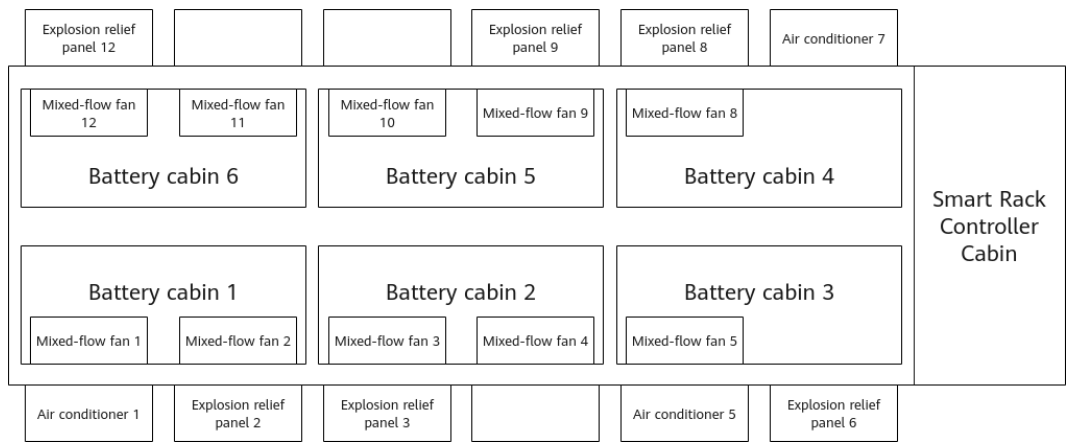 Explosion relief
panel 12
Explosion relief
panel 9
Explosion relief
panel 8
Air conditioner 7
Mixed-flow fan
12
Mixed-flow fan
11
Mixed-flow fan
10
Mixed-flow fan 9
Mixed-flow fan 8
Battery cabin 6
Battery cabin 5
Battery cabin 4
Smart Rack
Controller
Cabin
Battery cabin 1
Battery cabin 2
Battery cabin 3
Mixed-flow fan 1
Mixed-flow fan 2
Mixed-flow fan 3
Mixed-flow fan 4
Mixed-flow fan 5
Air conditioner 1
Explosion relief
panel 2
Explosion relief
panel 3
Air conditioner 5
Explosion relief
panel 6